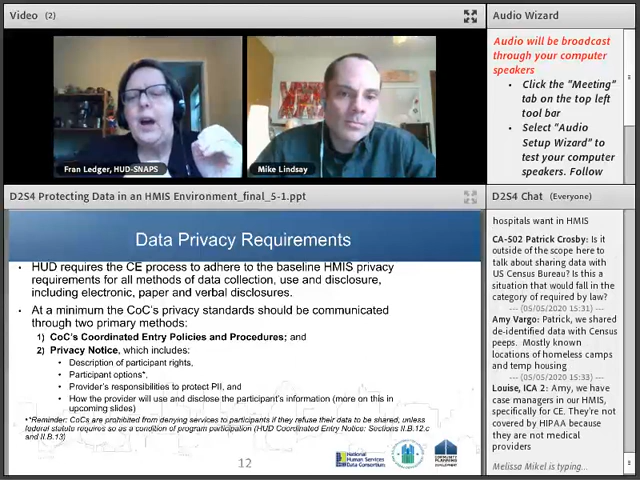 Video (2)
Fran Ledger, HUD-SNAPS
Mike Lindsay
Audio Wizard
Audio will be broadcast
through your computer
speakers
• Click the "Meeting"
tab on the top left
tool bar
• Select "Audio
Setup Wizard" to
test your computer
speakers. Follow
D2S4 Protecting Data in an HMIS Environment_final_5-1.ppt
Data Privacy Requirements
• HUD requires the CE process to adhere to the baseline HMIS privacy
requirements for all methods of data collection, use and disclosure,
including electronic, paper and verbal disclosures.
• At a minimum the CoC's privacy standards should be communicated
through two primary methods:
1) CoC's Coordinated Entry Policies and Procedures; and
2) Privacy Notice, which includes:
• Description of participant rights,
• Participant options*,
• Provider's responsibilities to protect PII, and
• How the provider will use and disclose the participant's information (more on this in
upcoming slides)
*Reminder: CoCs are prohibited from denying services to participants if they refuse their data to be shared, unless
federal statute requires so as a condition of program participation (HUD Coordinated Entry Notice: Sections II.B.12.c
and II.B.13)
12
National
Human Services
Data Consortium
COMMUNITY
PLANNING
DEVELOPMENT
D2S4 Chat (Everyone)
hospitals want in HMIS
CA-502 Patrick Crosby: Is it
outside of the scope here to
talk about sharing data with
US Census Bureau? Is this a
situation that would fall in the
category of required by law?
--- (05/05/2020 15:31) ---
Amy Vargo: Patrick, we shared
de-identified data with Census
peeps. Mostly known
locations of homeless camps
and temp housing
--- (05/05/2020 15:33) ---
Louise, ICA 2: Amy, we have
case managers in our HMIS,
specifically for CE. They're not
covered by HIPAA because
they are not medical
providers
Melissa Mikel is typing...